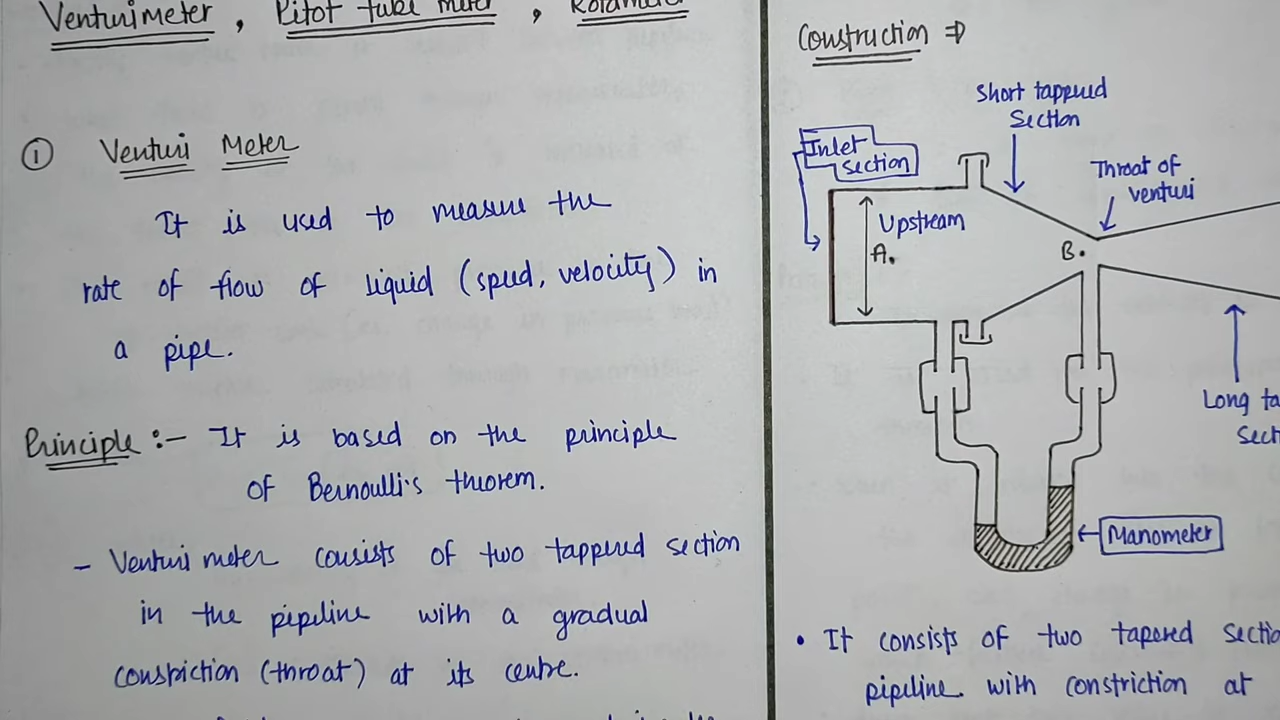 Venturimeter, Pitot tube meter,
① Venturi Meter
It is used to measure the
rate of flow of liquid (speed, velocity) in
a pipe.
Principle :- It is based on the principle
of Bernoulli's theorem.
- Venturi meter consists of two tappered section
in the pipeline with a gradual
constriction (throat) at its centre.
Construction ⇒
Short tappered
Section
Inlet
section
Throat of
venturi
Upstream
A.
B.
Long ta
Sect
Manometer
• It consists of two tapered sectio
pipeline with constriction at